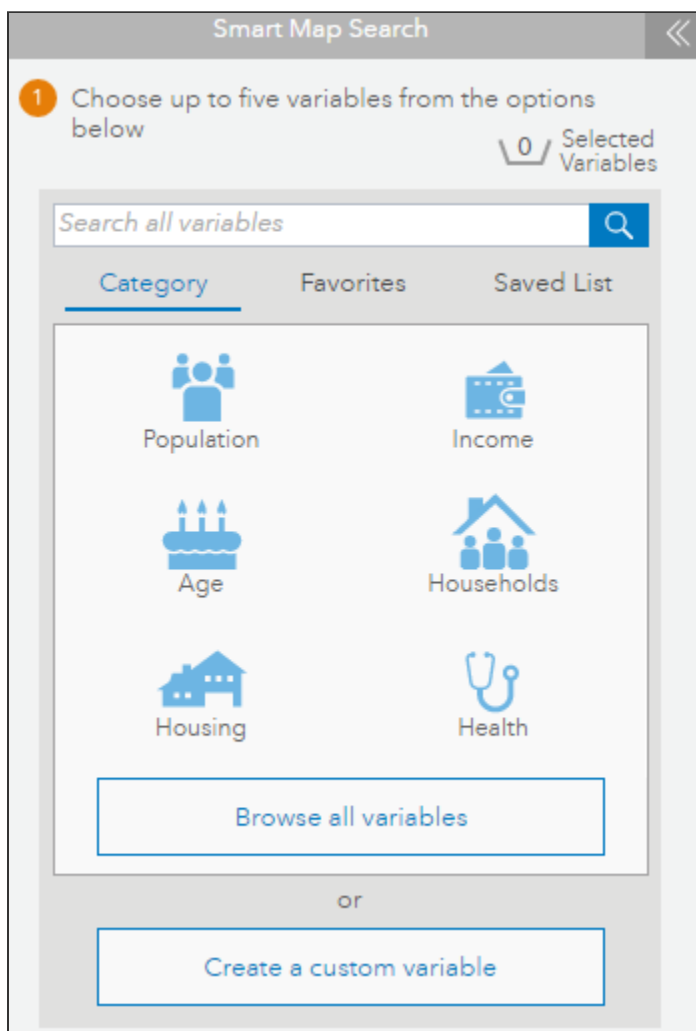 Smart Map Search
1 Choose up to five variables from the options
below
0 Selected
Variables
Search all variables
Category Favorites Saved List
Population Income
Age Households
Housing Health
Browse all variables
or
Create a custom variable